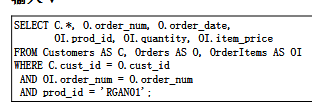 SELECT C.*, O.order_num, O.order_date,
OI.prod_id, OI.quantity, OI.item_price
FROM Customers AS C, Orders AS O, OrderItems AS OI
WHERE C.cust_id = O.cust_id
AND OI.order_num = O.order_num
AND prod_id = 'RGAN01';